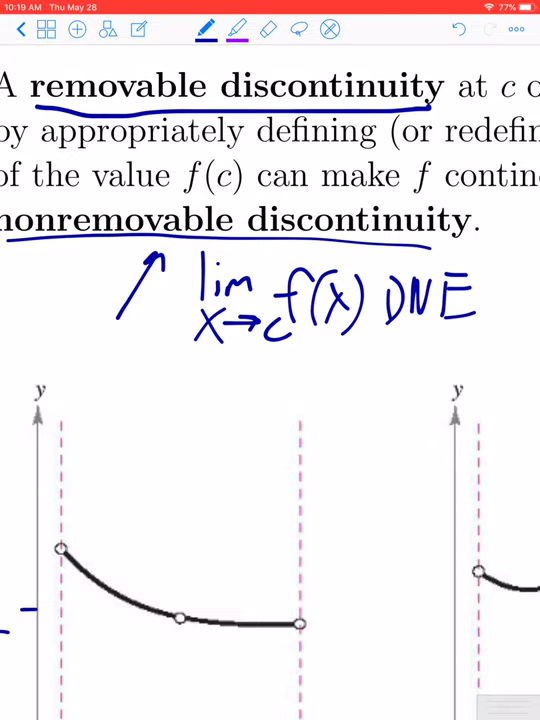 10:19 AM Thu May 28
77%
A removable discontinuity at c o
by appropriately defining (or redefin
of the value f(c) can make f contin
nonremovable discontinuity.
lim f(x) DNE
x→c
y
y